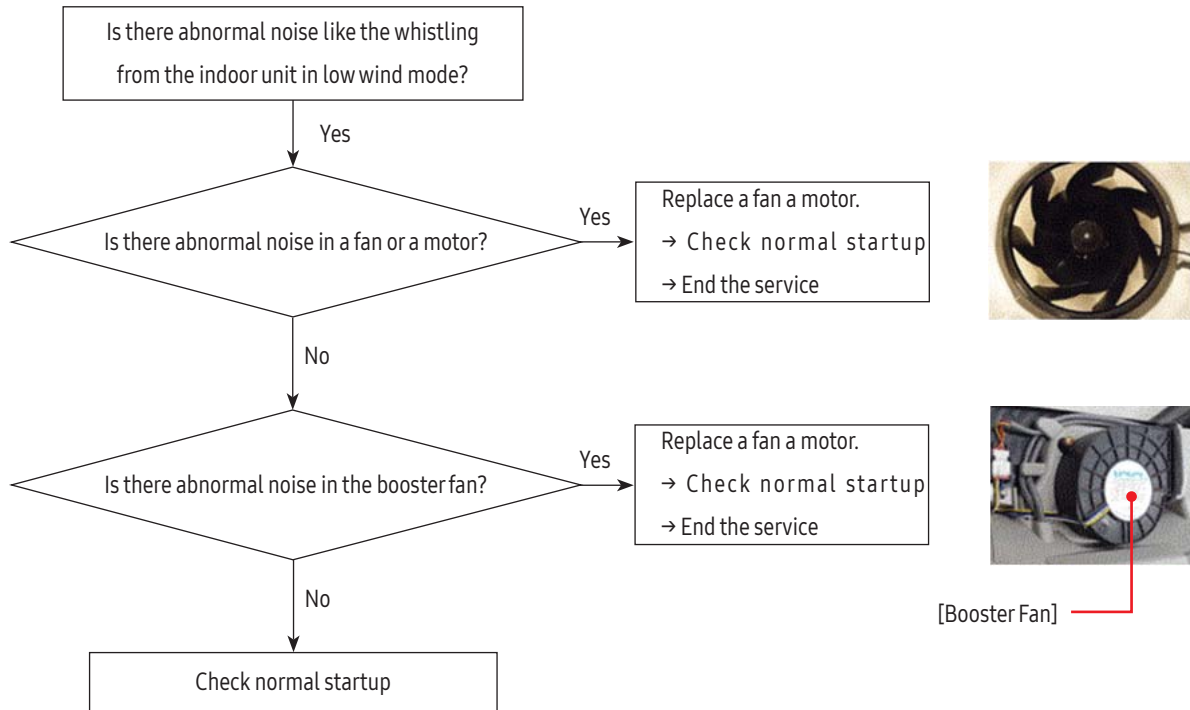 Is there abnormal noise like the whistling
from the indoor unit in low wind mode?
Yes
Is there abnormal noise in a fan or a motor?
Yes
Replace a fan a motor.
→ Check normal startup
→ End the service
No
Is there abnormal noise in the booster fan?
Yes
Replace a fan a motor.
→ Check normal startup
→ End the service
[Booster Fan]
No
Check normal startup